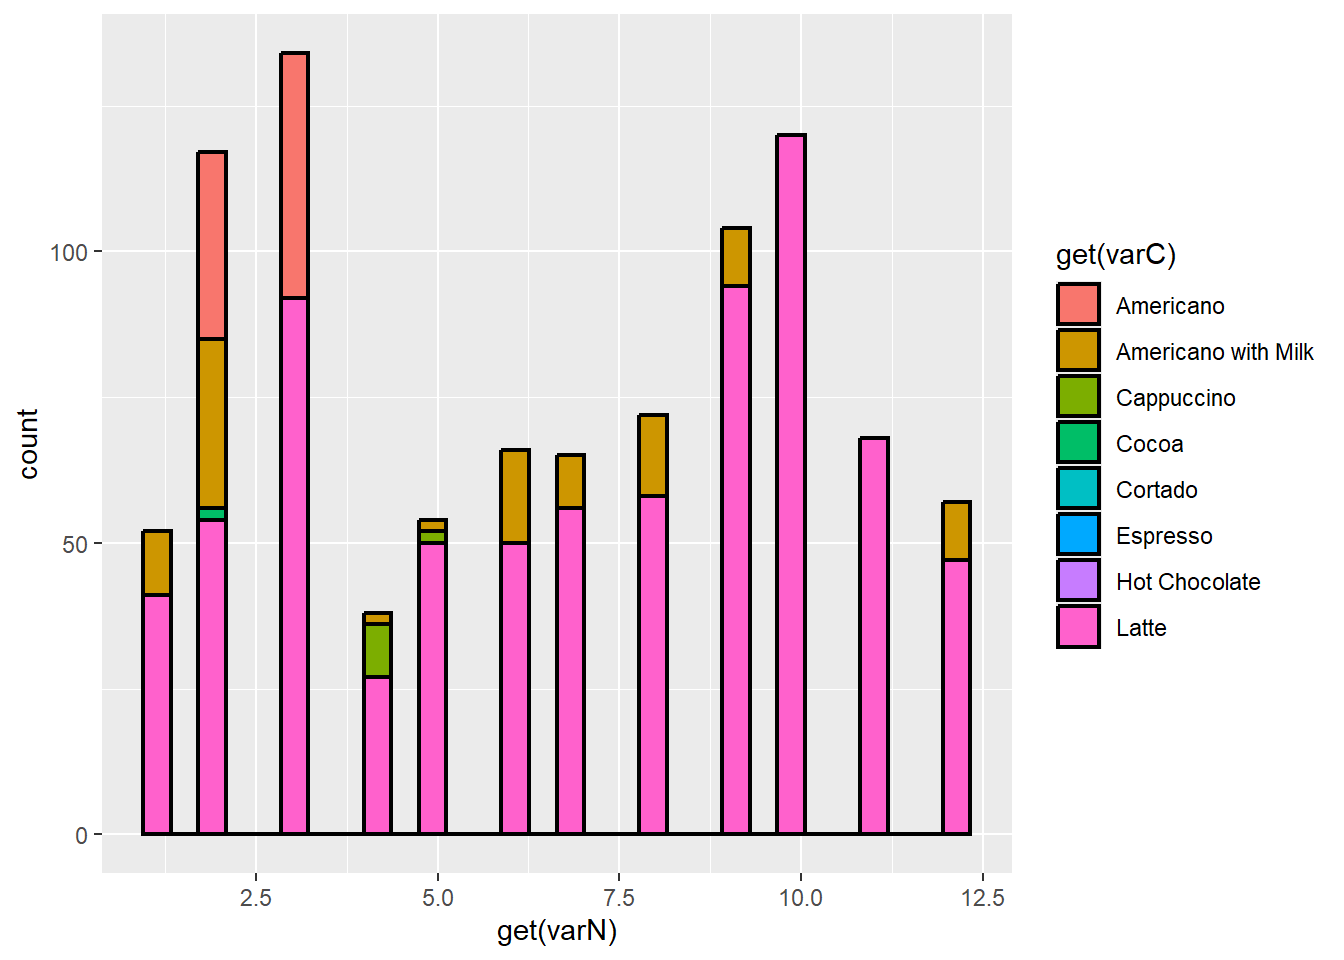 100
50
0
count
2.5 5.0 7.5 10.0 12.5
get(varN)
get(varC)
Americano
Americano with Milk
Cappuccino
Cocoa
Cortado
Espresso
Hot Chocolate
Latte